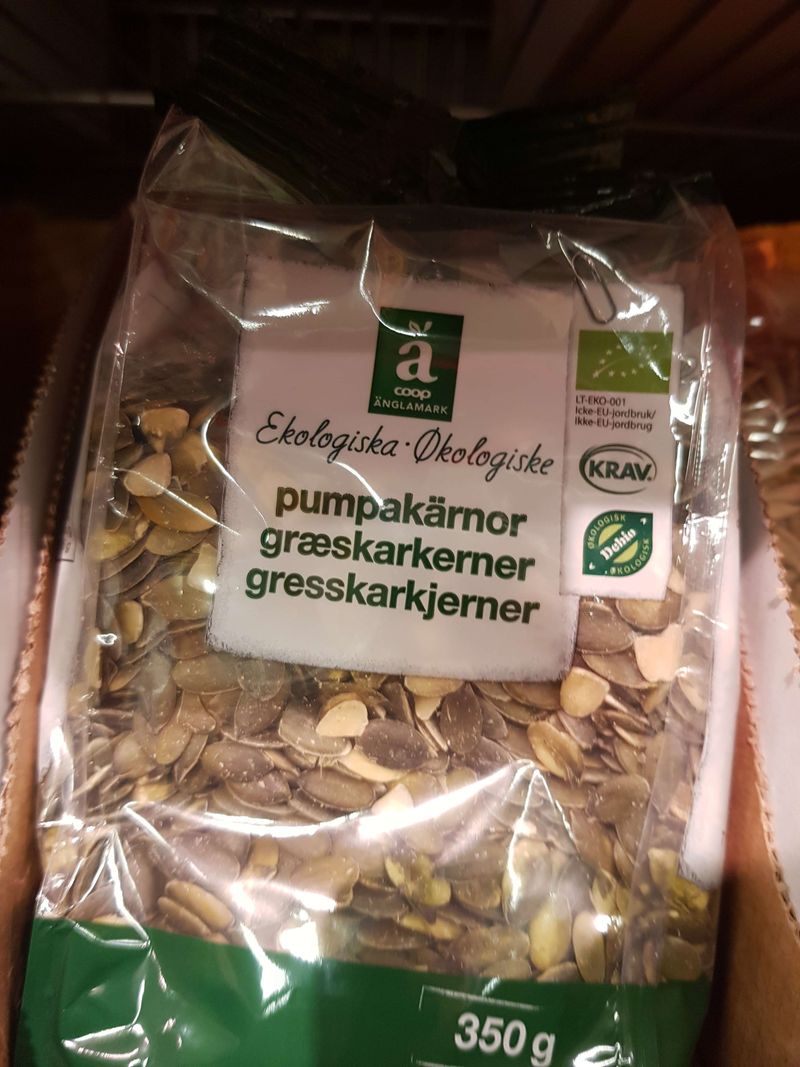 ä
coop
ÄNGLAMARK
Ekologiska · Økologiske
pumpakärnor
græskarkerner
gresskarkjerner
LT-EKO-001
Icke-EU-jordbruk/
Ikke-EU-jordbrug
KRAV.
ØKOLOGISK
Debio
ØKOLOGISK
350 g